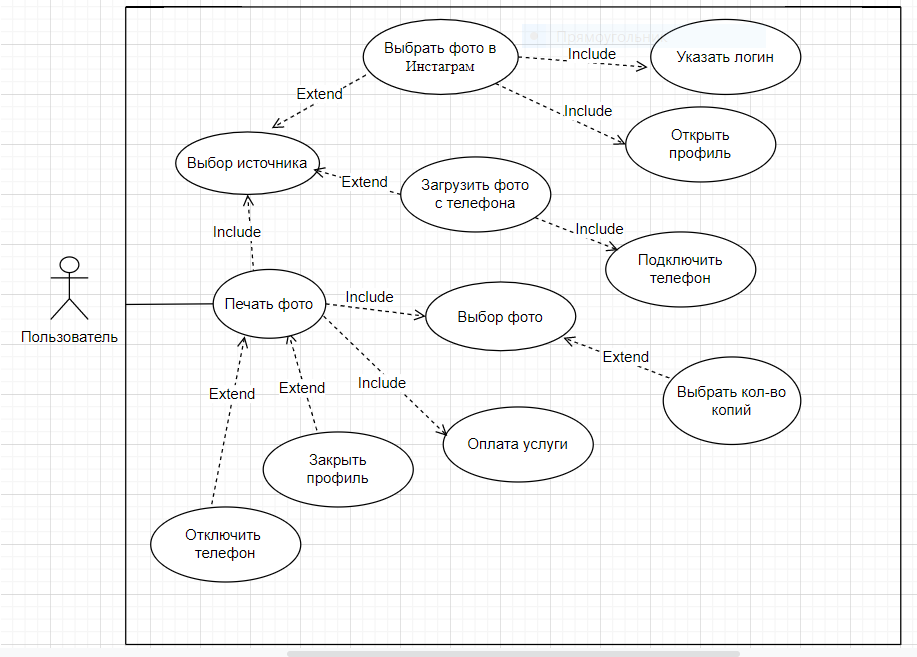 Прямоугольник
Выбрать фото в
Инстаграм
Include
Указать логин
Extend
Include
Открыть
профиль
Выбор источника
Extend
Загрузить фото
с телефона
Include
Include
Подключить
телефон
Печать фото
Include
Выбор фото
Пользователь
Extend
Extend
Extend
Include
Выбрать кол-во
копий
Оплата услуги
Закрыть
профиль
Отключить
телефон